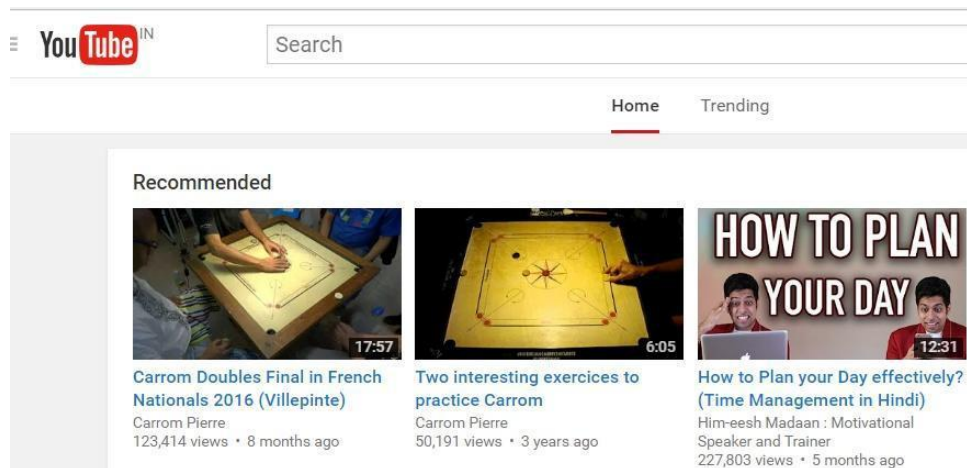 YouTube IN
Search
Home
Trending
Recommended
17:57
6:05
HOW TO PLAN
YOUR DAY
12:31
Carrom Doubles Final in French
Nationals 2016 (Villepinte)
Carrom Pierre
123,414 views • 8 months ago
Two interesting exercices to
practice Carrom
Carrom Pierre
50,191 views • 3 years ago
How to Plan your Day effectively?
(Time Management in Hindi)
Him-eesh Madaan : Motivational
Speaker and Trainer
227,803 views • 5 months ago